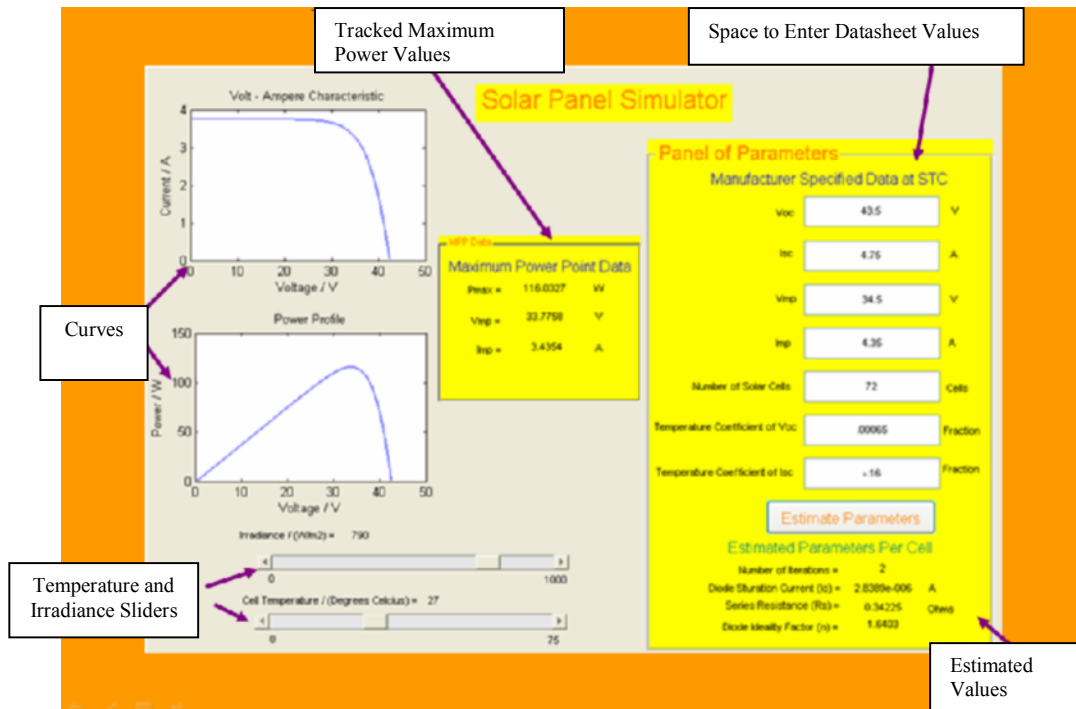 Tracked Maximum
Power Values
Space to Enter Datasheet Values
Solar Panel Simulator
Volt - Ampere Characteristic
Current / A
4
3
2
1
0
0 10 20 30 40 50
Voltage / V
Curves
Power Profile
Power / W
150
100
50
0
0 10 20 30 40 50
Voltage / V
MPP Data
Maximum Power Point Data
Pmax = 116.0327 W
Vmp = 33.7758 V
Imp = 3.4354 A
Panel of Parameters
Manufacturer Specified Data at STC
Voc 43.5 V
Isc 4.75 A
Vmp 34.5 V
Imp 4.35 A
Number of Solar Cells 72 Cells
Temperature Coefficient of Voc .00065 Fraction
Temperature Coefficient of Isc -.16 Fraction
Estimate Parameters
Estimated Parameters Per Cell
Number of Iterations = 2
Diode Sturation Current (Io) = 2.8389e-006 A
Series Resistance (Rs) = 0.34225 Ohms
Diode Ideality Factor (n) = 1.6403
Irradiance / (W/m2) = 790
0 1000
Temperature and
Irradiance Sliders
Cell Temperature / (Degrees Celcius) = 27
0 75
Estimated
Values